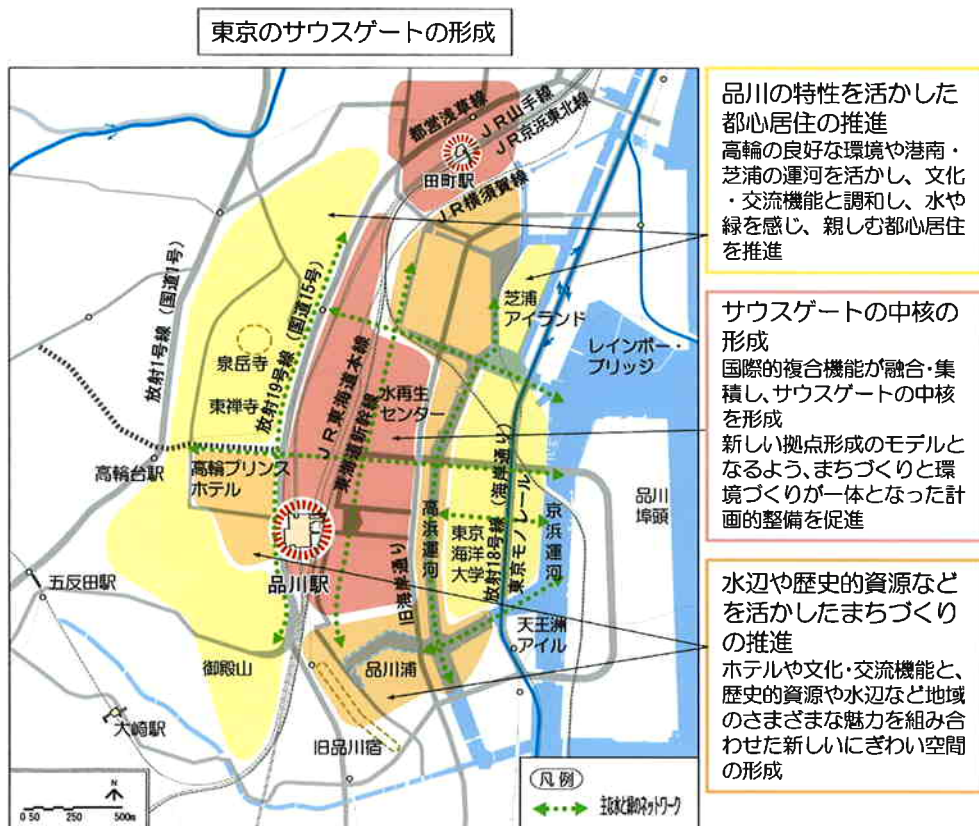 東京のサウスゲートの形成
都営浅草線
JR山手線
JR京浜東北線
田町駅
JR横須賀線
放射1号線(国道1号)
放射19号線(国道15号)
泉岳寺
東禅寺
JR東海道本線
東海道新幹線
水再生
センター
芝浦
アイランド
レインボー・
ブリッジ
高輪台駅
高輪プリンス
ホテル
品川駅
旧海岸通り
高浜運河
東京
海洋
大学
放射18号線(海岸通り)
東京モノレール
京浜運河
品川
埠頭
五反田駅
御殿山
大崎駅
品川浦
旧品川宿
天王洲
アイル
N
0 50 250 500m
凡例
主な水と緑のネットワーク
品川の特性を活かした
都心居住の推進
高輪の良好な環境や港南・
芝浦の運河を活かし、文化
・交流機能と調和し、水や
緑を感じ、親しむ都心居住
を推進
サウスゲートの中核の
形成
国際的複合機能が融合・集
積し、サウスゲートの中核
を形成
新しい拠点形成のモデルと
なるよう、まちづくりと環
境づくりが一体となった計
画的整備を促進
水辺や歴史的資源など
を活かしたまちづくり
の推進
ホテルや文化・交流機能と、
歴史的資源や水辺など地域
のさまざまな魅力を組み合
わせた新しいにぎわい空間
の形成